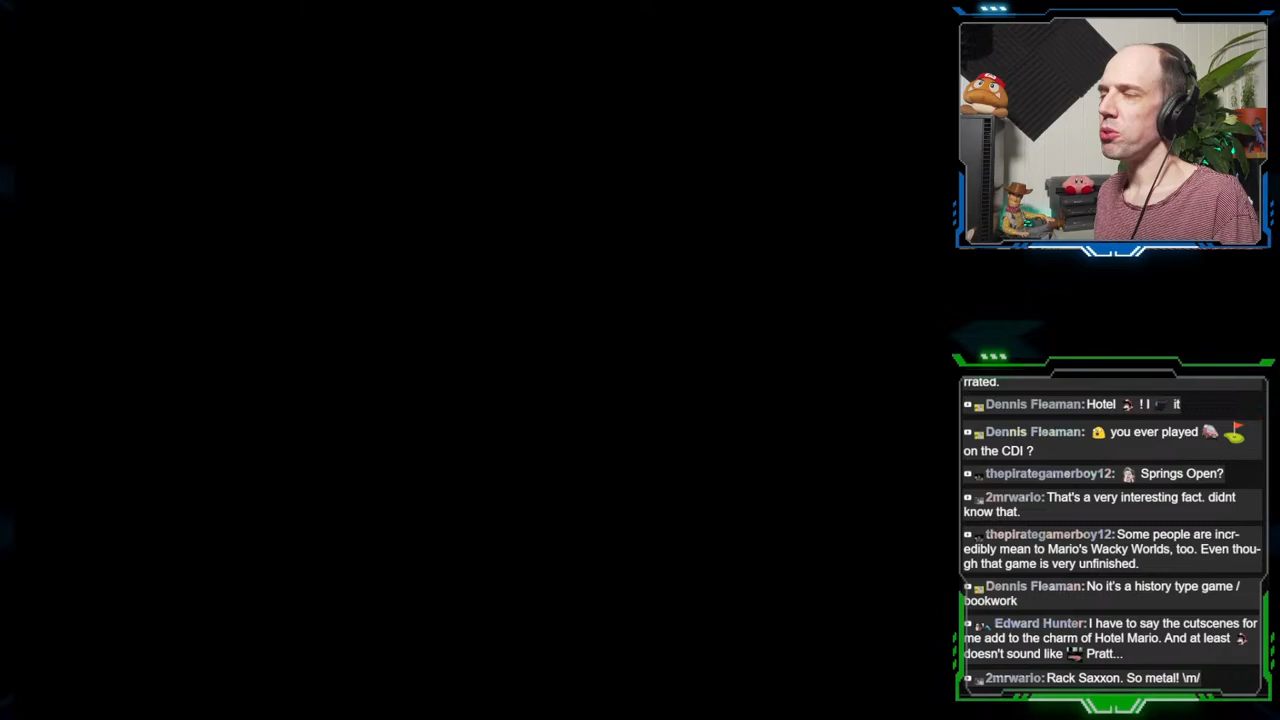 rrated.
Dennis Fleaman: Hotel ! I it
Dennis Fleaman: you ever played
on the CDI ?
thepirategamerboy12: Springs Open?
2mrwario: That's a very interesting fact. didnt
know that.
thepirategamerboy12: Some people are incr-
edibly mean to Mario's Wacky Worlds, too. Even thou-
gh that game is very unfinished.
Dennis Fleaman: No it's a history type game /
bookwork
Edward Hunter: I have to say the cutscenes for
me add to the charm of Hotel Mario. And at least
doesn't sound like Pratt...
2mrwario: Rack Saxxon. So metal! \m/